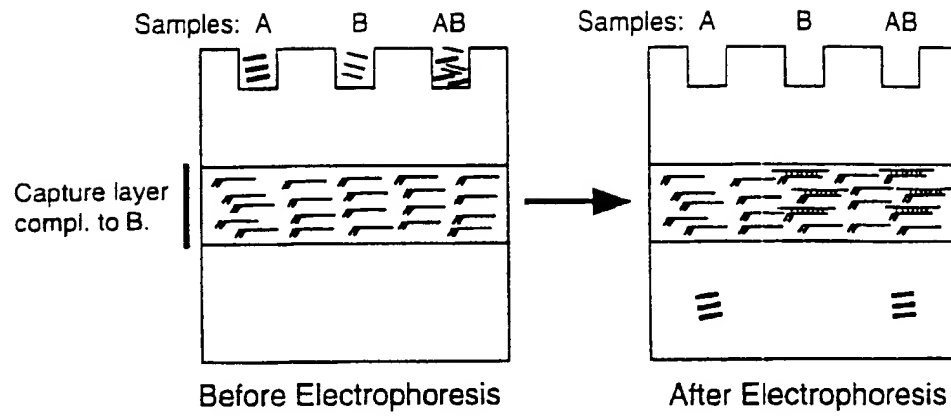 Samples: A B AB
Samples: A B AB
Capture layer
compl. to B.
Before Electrophoresis
After Electrophoresis